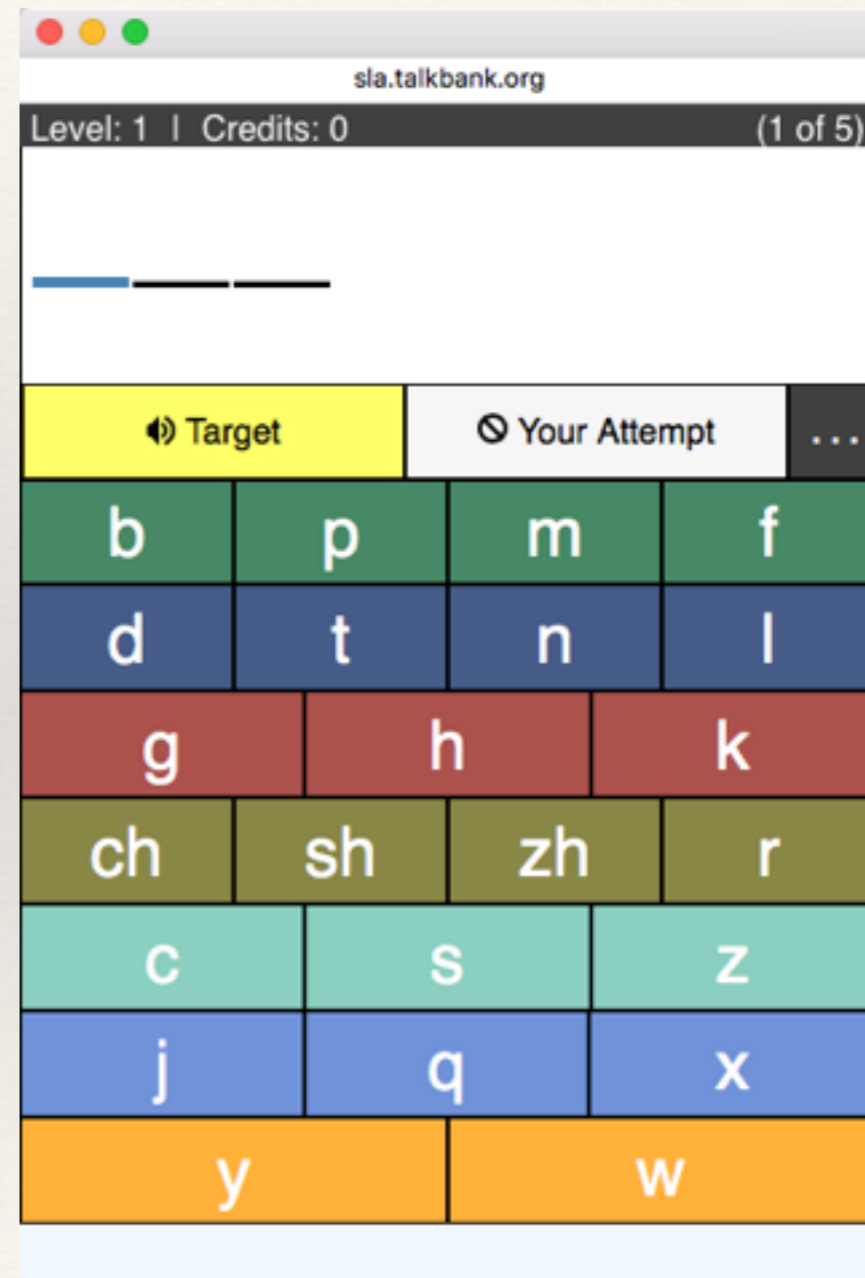 sla.talkbank.org
Level: 1 | Credits: 0 (1 of 5)
Target Your Attempt ...
b p m f
d t n l
g h k
ch sh zh r
c s z
j q x
y w